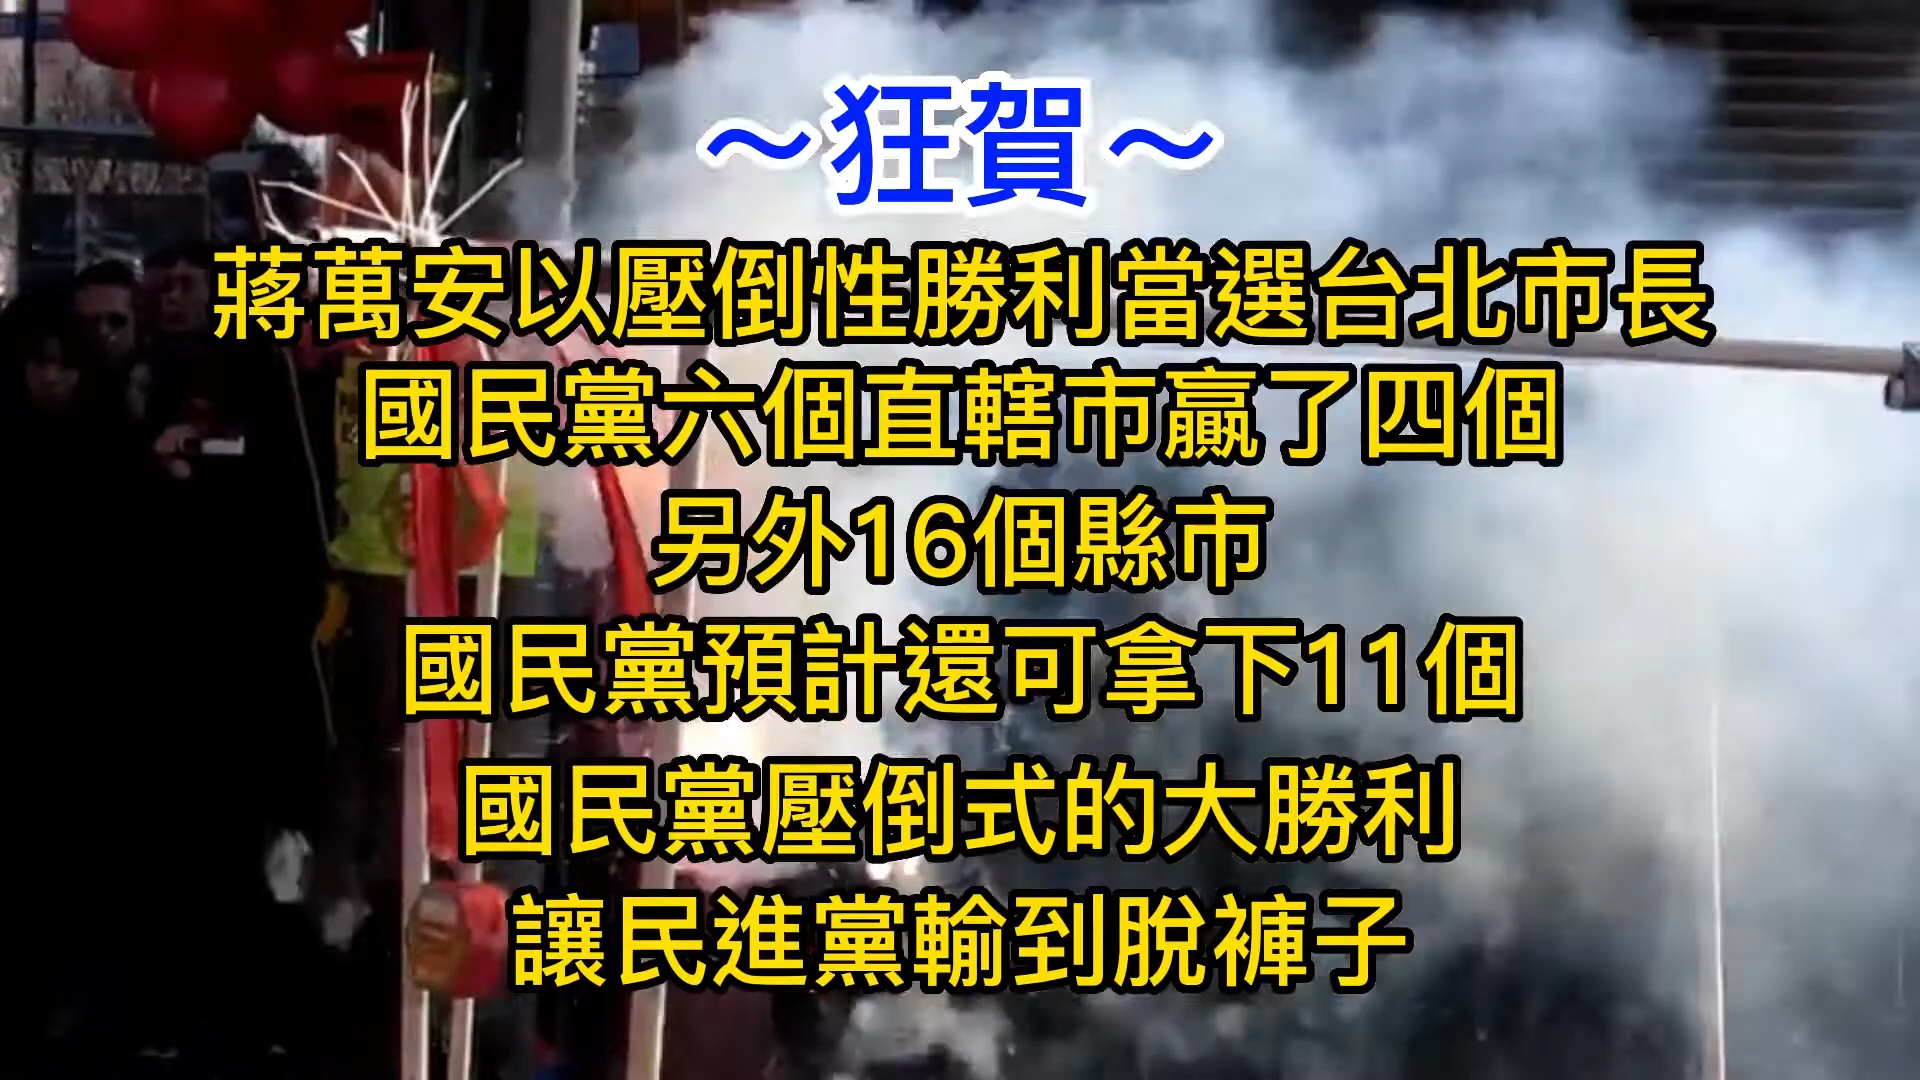 ～狂賀～
蔣萬安以壓倒性勝利當選台北市長
國民黨六個直轄市贏了四個
另外16個縣市
國民黨預計還可拿下11個
國民黨壓倒式的大勝利
讓民進黨輸到脫褲子